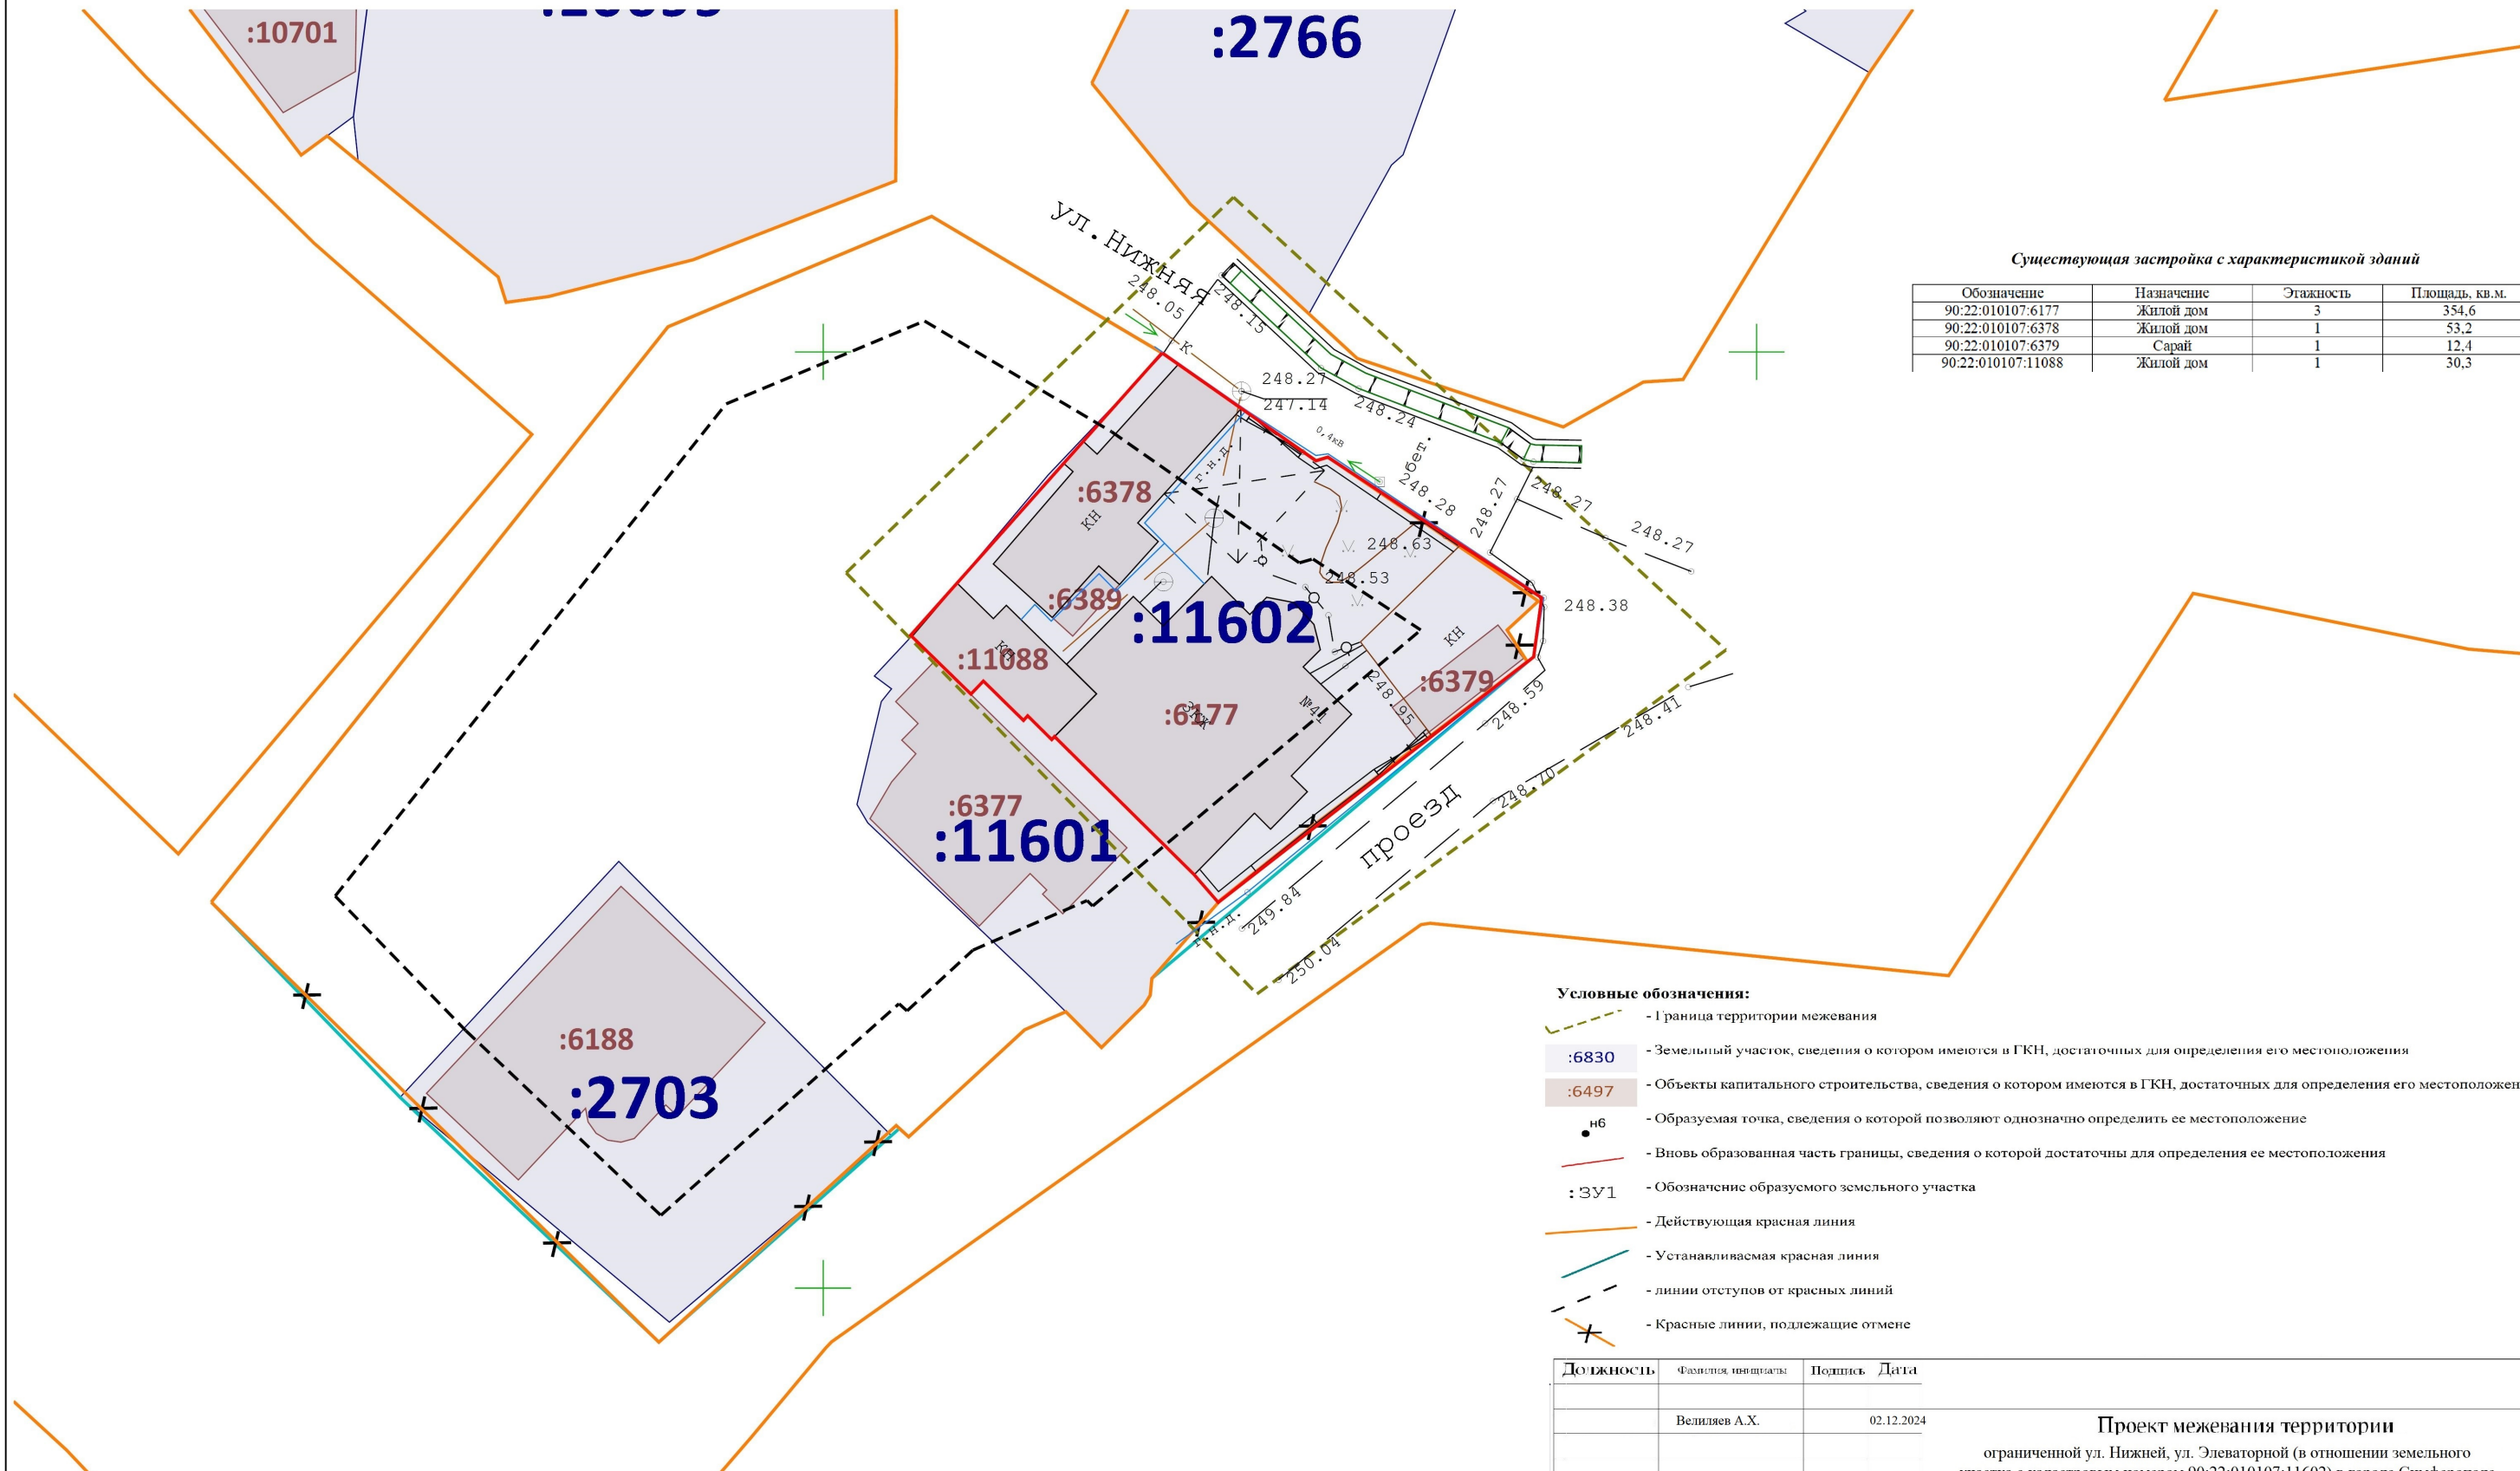 :10701
:2766
ул.Нижняя
248.05
248.15
К
248.27
247.14
248.24
0,4кВ
бет.
г.н.д.
248.28
248.27
248.27
248.27
:6378
КН
248.63
248.53
:6389
:11602
248.38
КН
:11088
КН
:6379
:6177
3КЖ
№41
248.95
248.59
248.41
248.70
проезд
:6377
:11601
249.84
г.н.д.
250.04
:6188
:2703
Существующая застройка с характеристикой зданий
Обозначение Назначение Этажность Площадь, кв.м.
90:22:010107:6177 Жилой дом 3 354,6
90:22:010107:6378 Жилой дом 1 53,2
90:22:010107:6379 Сарай 1 12,4
90:22:010107:11088 Жилой дом 1 30,3
Условные обозначения:
- Граница территории межевания
:6830 - Земельный участок, сведения о котором имеются в ГКН, достаточных для определения его местоположения
:6497 - Объекты капитального строительства, сведения о котором имеются в ГКН, достаточных для определения его местоположен
н6 - Образуемая точка, сведения о которой позволяют однозначно определить ее местоположение
- Вновь образованная часть границы, сведения о которой достаточны для определения ее местоположения
:ЗУ1 - Обозначение образуемого земельного участка
- Действующая красная линия
- Устанавливаемая красная линия
- линии отступов от красных линий
- Красные линии, подлежащие отмене
Должность Фамилия, инициалы Подпись Дата
Велиляев А.Х. 02.12.2024
Проект межевания территории
ограниченной ул. Нижней, ул. Элеваторной (в отношении земельного